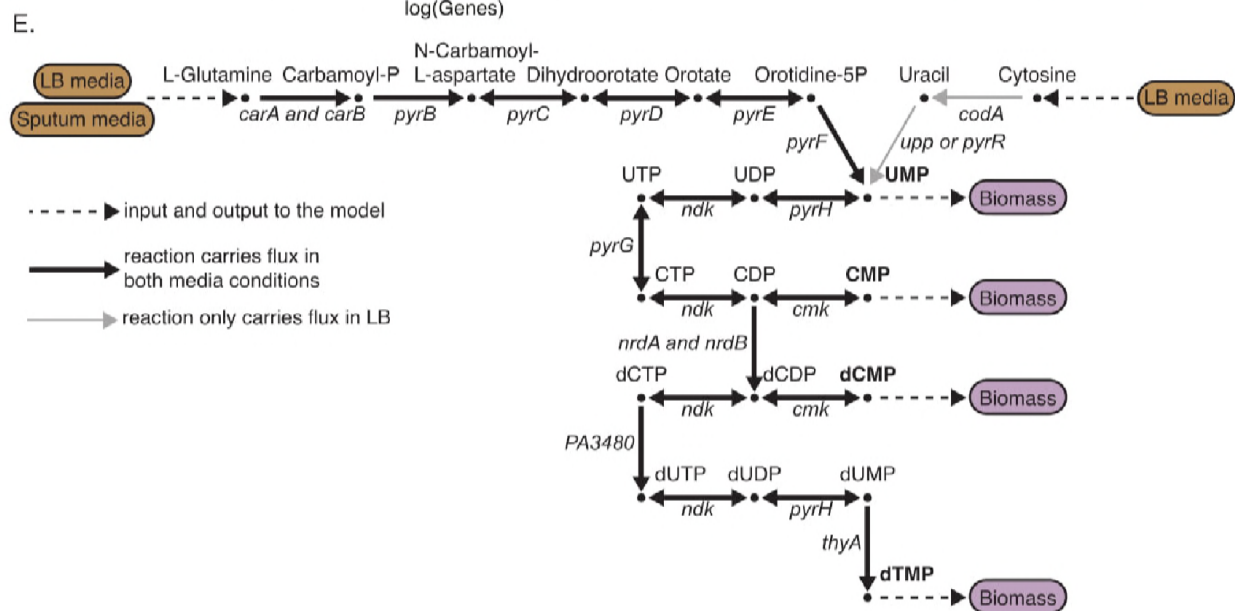 log(Genes)
E.
N-Carbamoyl-
LB media L-Glutamine Carbamoyl-P L-aspartate Dihydroorotate Orotate Orotidine-5P Uracil Cytosine
Sputum media carA and carB pyrB pyrC pyrD pyrE codA LB media
pyrF upp or pyrR
UTP UDP UMP
ndk pyrH Biomass
input and output to the model
pyrG
reaction carries flux in
both media conditions
CTP CDP CMP
ndk cmk Biomass
reaction only carries flux in LB
nrdA and nrdB
dCTP dCDP dCMP
ndk cmk Biomass
PA3480
dUTP dUDP dUMP
ndk pyrH
thyA
dTMP
Biomass